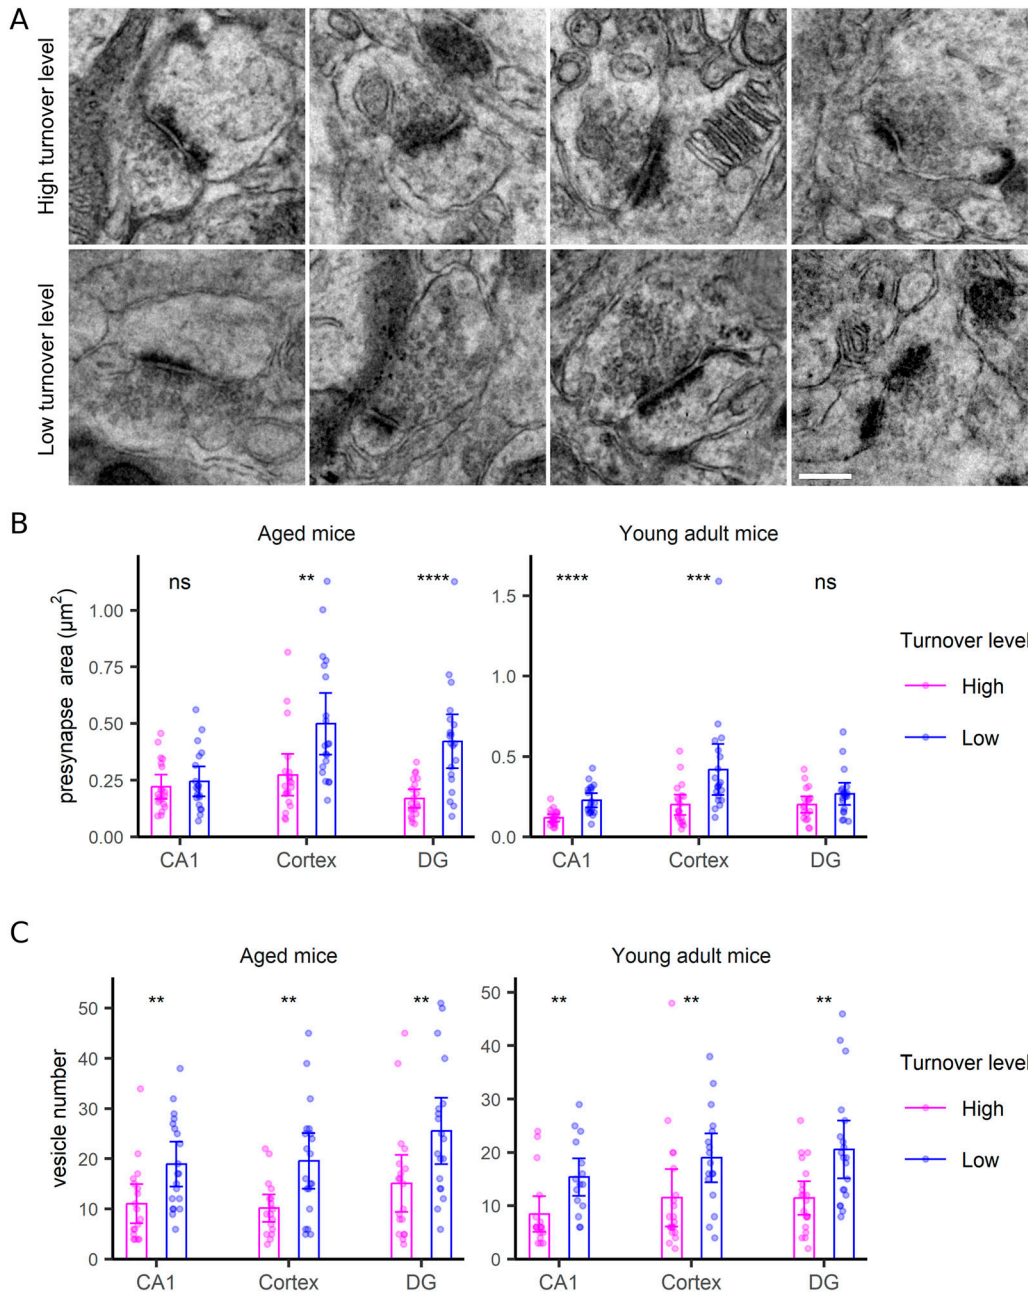 A
High turnover level
Low turnover level
B
Aged mice
Young adult mice
presynapse area (µm²)
1.00
0.75
0.50
0.25
0.00
ns
**
****
CA1
Cortex
DG
1.5
1.0
0.5
0.0
****
***
ns
CA1
Cortex
DG
Turnover level
High
Low
C
Aged mice
Young adult mice
vesicle number
50
40
30
20
10
0
**
**
**
CA1
Cortex
DG
50
40
30
20
10
0
**
**
**
CA1
Cortex
DG
Turnover level
High
Low